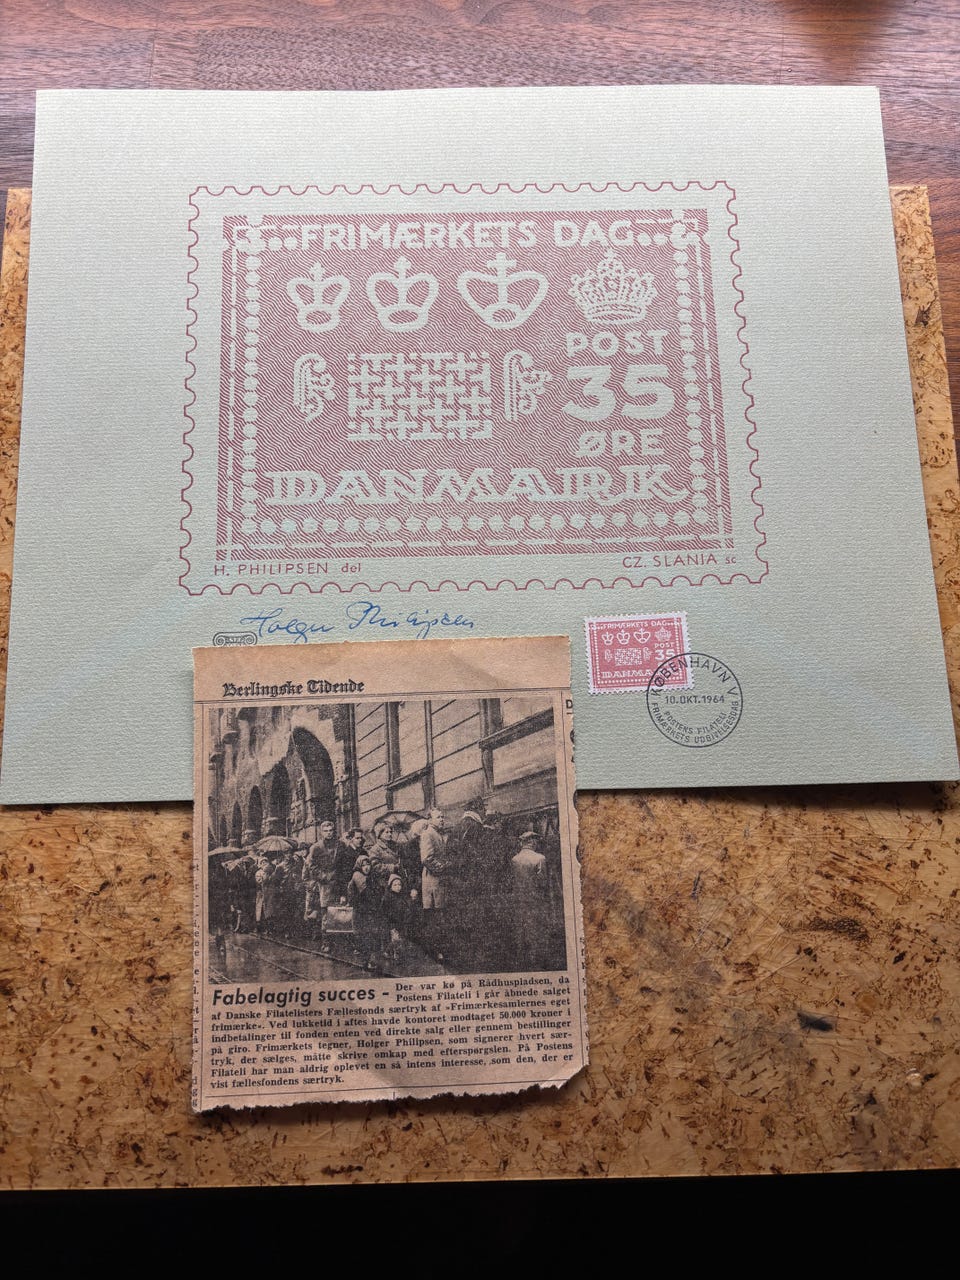 FRIMÆRKETS DAG
POST
35
ØRE
DANMARK
H. PHILIPSEN del
CZ. SLANIA sc
Holger Philipsen
FRIMÆRKETS DAG
POST
35
DANMA
KØBENHAVN V
10.OKT.1964
POSTENS FILATELI
FRIMÆRKETS UDGIVELSESDAG
Berlingske Tidende
Fabelagtig succes – Der var kø på Rådhuspladsen, da
Postens Filateli i går åbnede salget
af Danske Filatelisters Fællesfonds særtryk af »Frimærkesamlernes eget
frimærke«. Ved lukketid i aftes havde kontoret modtaget 50.000 kroner i
indbetalinger til fonden enten ved direkte salg eller gennem bestillinger
på giro. Frimærkets tegner, Holger Philipsen, som signerer hvert sær-
tryk, der sælges, måtte skrive omkap med efterspørgslen. På Postens
Filateli har man aldrig oplevet en så intens interesse, som den, der er
vist fællesfondens særtryk.